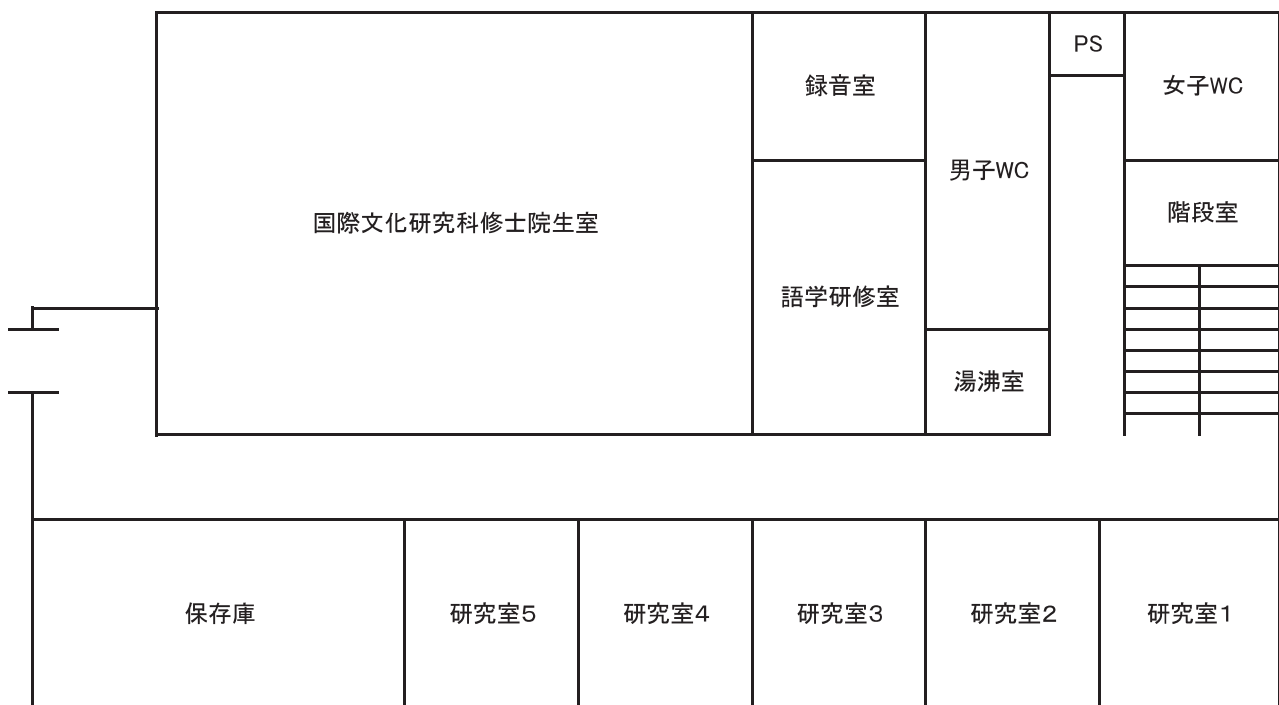 PS
録音室
女子WC
男子WC
階段室
国際文化研究科修士院生室
語学研修室
湯沸室
保存庫
研究室5
研究室4
研究室3
研究室2
研究室1